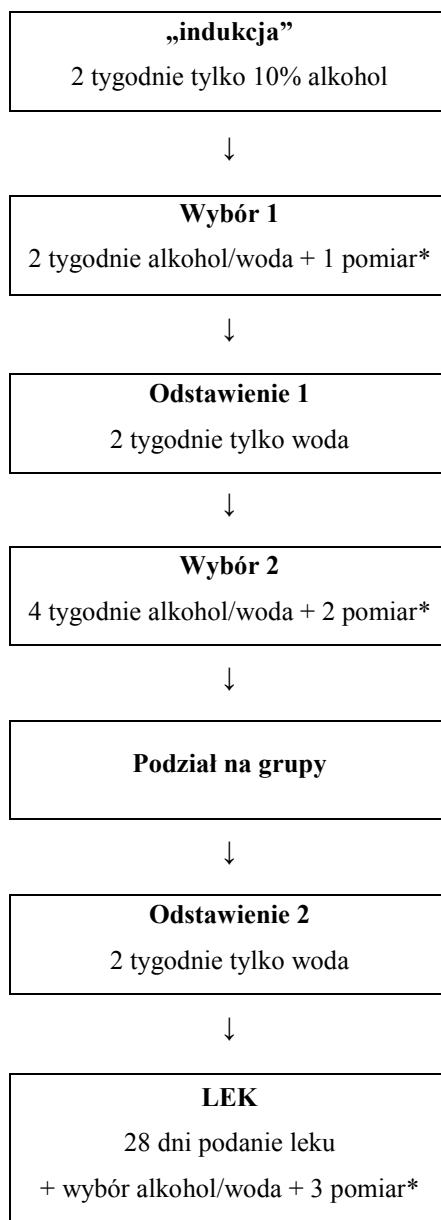 „indukcja”
2 tygodnie tylko 10% alkohol
↓
Wybór 1
2 tygodnie alkohol/woda + 1 pomiar*
↓
Odstawienie 1
2 tygodnie tylko woda
↓
Wybór 2
4 tygodnie alkohol/woda + 2 pomiar*
↓
Podział na grupy
↓
Odstawienie 2
2 tygodnie tylko woda
↓
LEK
28 dni podanie leku
+ wybór alkohol/woda + 3 pomiar*